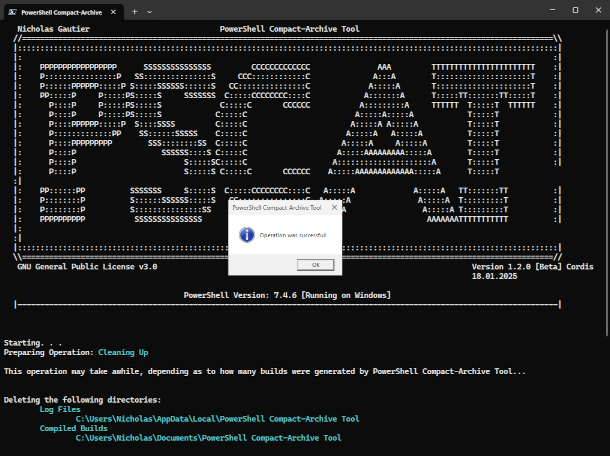 PowerShell Compact-Archive
Nicholas Gautier PowerShell Compact-Archive Tool
PSCAT
PowerShell Compact-Archive Tool
Operation was successful!
OK
GNU General Public License v3.0 Version 1.2.0 [Beta] Cordis
18.01.2025
PowerShell Version: 7.4.6 [Running on Windows]
Starting. . .
Preparing Operation: Cleaning Up
This operation may take awhile, depending as to how many builds were generated by PowerShell Compact-Archive Tool...
Deleting the following directories:
Log Files
C:\Users\Nicholas\AppData\Local\PowerShell Compact-Archive Tool
Compiled Builds
C:\Users\Nicholas\Documents\PowerShell Compact-Archive Tool